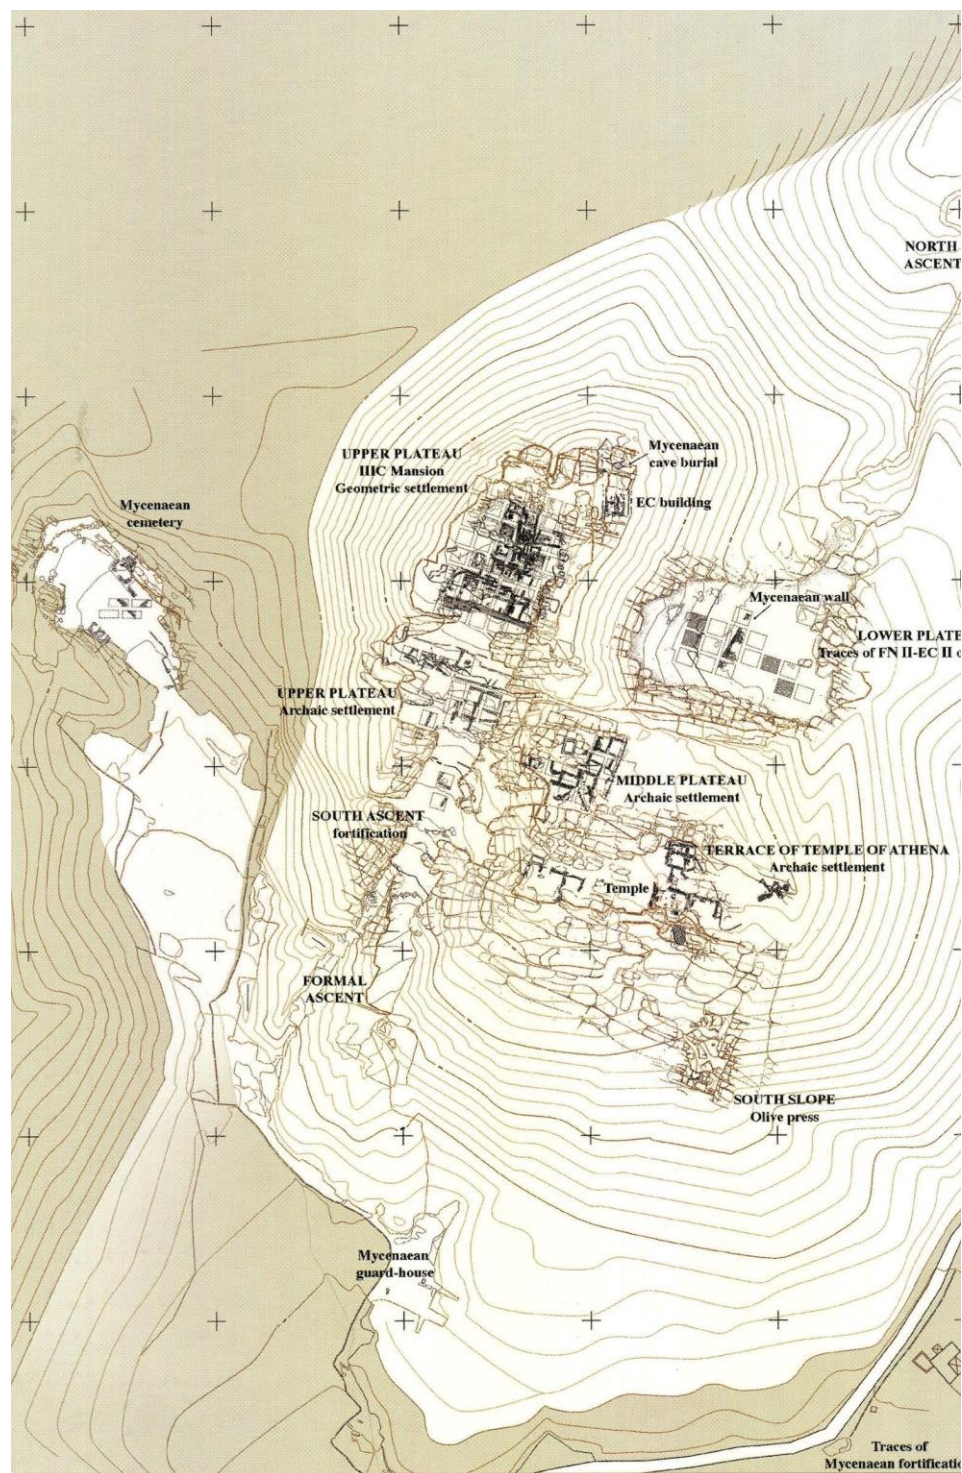 NORTH
ASCENT
UPPER PLATEAU
IIIC Mansion
Geometric settlement
Mycenaean
cave burial
EC building
Mycenaean
cemetery
Mycenaean wall
LOWER PLATE
Traces of FN II-EC II o
UPPER PLATEAU
Archaic settlement
MIDDLE PLATEAU
Archaic settlement
SOUTH ASCENT
fortification
TERRACE OF TEMPLE OF ATHENA
Archaic settlement
Temple
FORMAL
ASCENT
SOUTH SLOPE
Olive press
Mycenaean
guard-house
Traces of
Mycenaean fortificatio